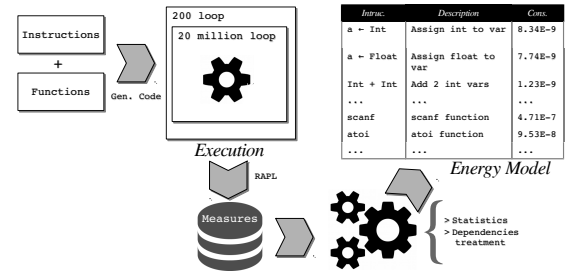 Instructions
+
Functions
Gen. Code
200 loop
20 million loop
Execution
RAPL
Measures
> Statistics
> Dependencies
treatment
Intruc. Description Cons.
a ← Int Assign int to var 8.34E-9
a ← Float Assign float to 7.74E-9
var
Int + Int Add 2 int vars 1.23E-9
... ... ...
scanf scanf function 4.71E-7
atoi atoi function 9.53E-8
... ... ...
Energy Model